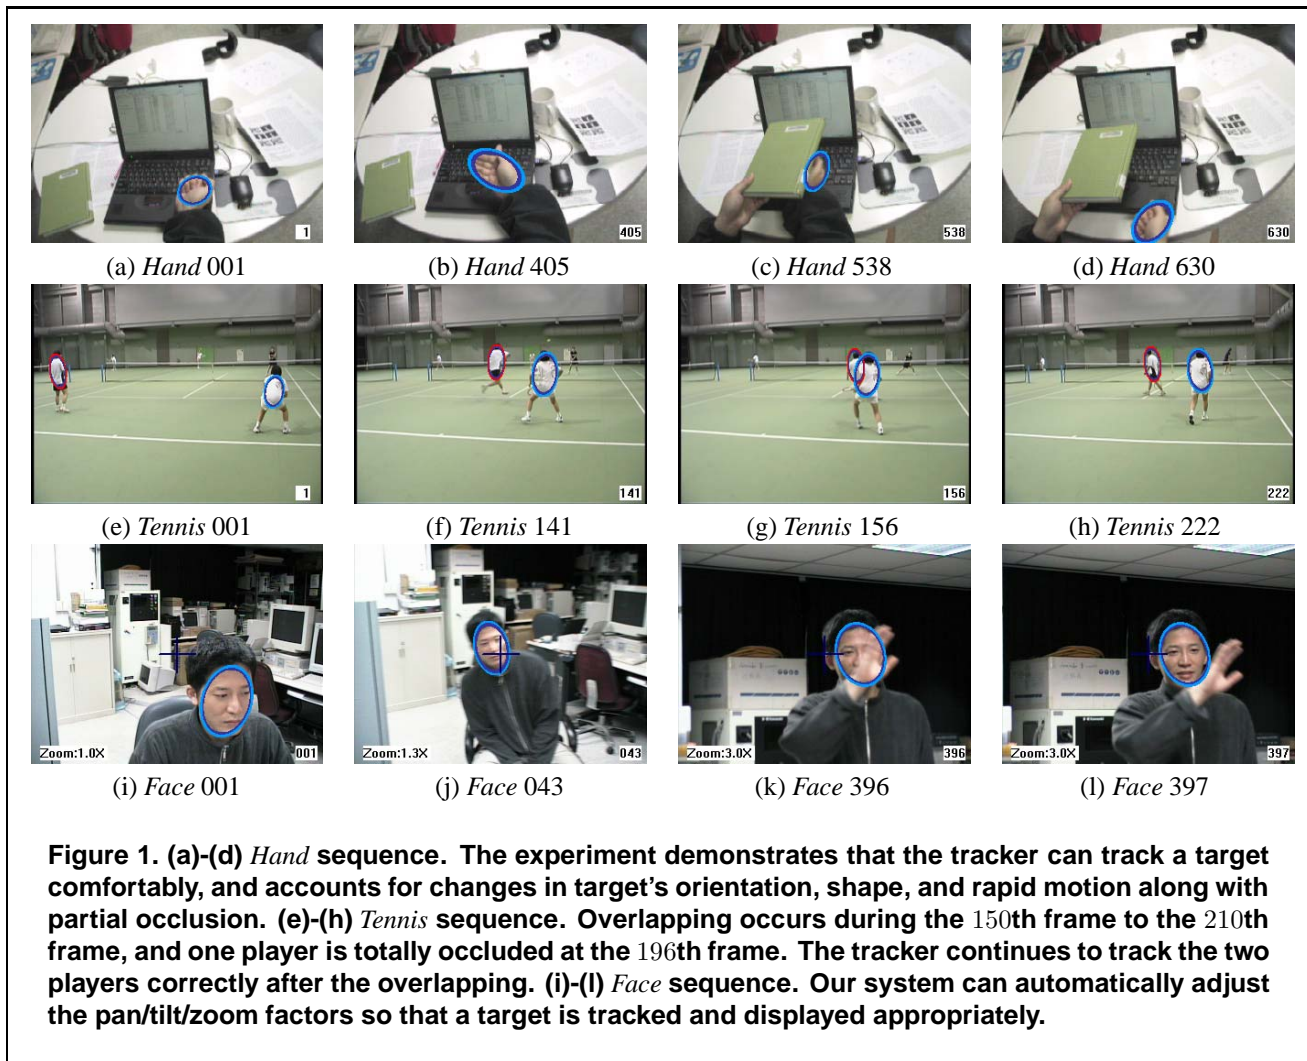 1
405
538
630
(a) Hand 001
(b) Hand 405
(c) Hand 538
(d) Hand 630
1
141
156
222
(e) Tennis 001
(f) Tennis 141
(g) Tennis 156
(h) Tennis 222
Zoom:1.0X
001
Zoom:1.3X
043
Zoom:3.0X
396
Zoom:3.0X
397
(i) Face 001
(j) Face 043
(k) Face 396
(l) Face 397
Figure 1. (a)-(d) Hand sequence. The experiment demonstrates that the tracker can track a target
comfortably, and accounts for changes in target's orientation, shape, and rapid motion along with
partial occlusion. (e)-(h) Tennis sequence. Overlapping occurs during the 150th frame to the 210th
frame, and one player is totally occluded at the 196th frame. The tracker continues to track the two
players correctly after the overlapping. (i)-(l) Face sequence. Our system can automatically adjust
the pan/tilt/zoom factors so that a target is tracked and displayed appropriately.